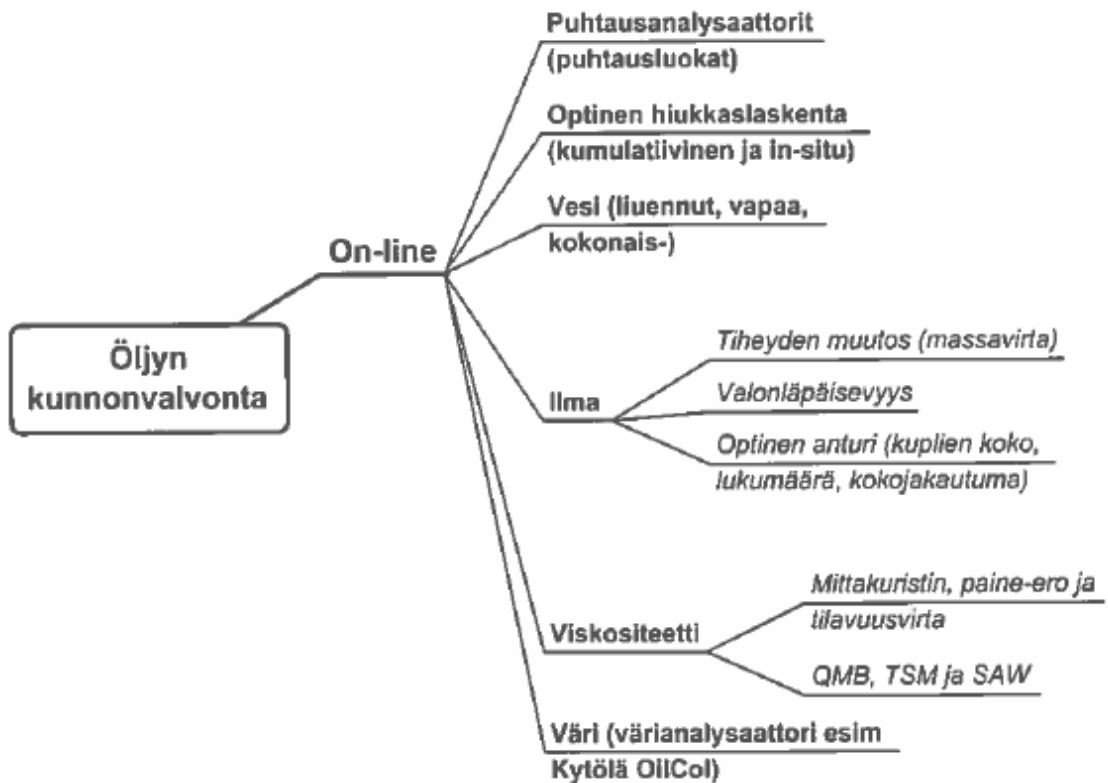 Puhtausanalysaattorit
(puhtausluokat)
Optinen hiukkaslaskenta
(kumulatiivinen ja in-situ)
Vesi (liuennut, vapaa,
kokonais-)
On-line
Öljyn
kunnonvalvonta
Tiheyden muutos (massavirta)
Valonläpäisevyys
Ilma
Optinen anturi (kuplien koko,
lukumäärä, kokojakautuma)
Mittakuristin, paine-ero ja
tilavuusvirta
Viskositeetti
QMB, TSM ja SAW
Väri (värianalysaattori esim
Kytölä OilCol)